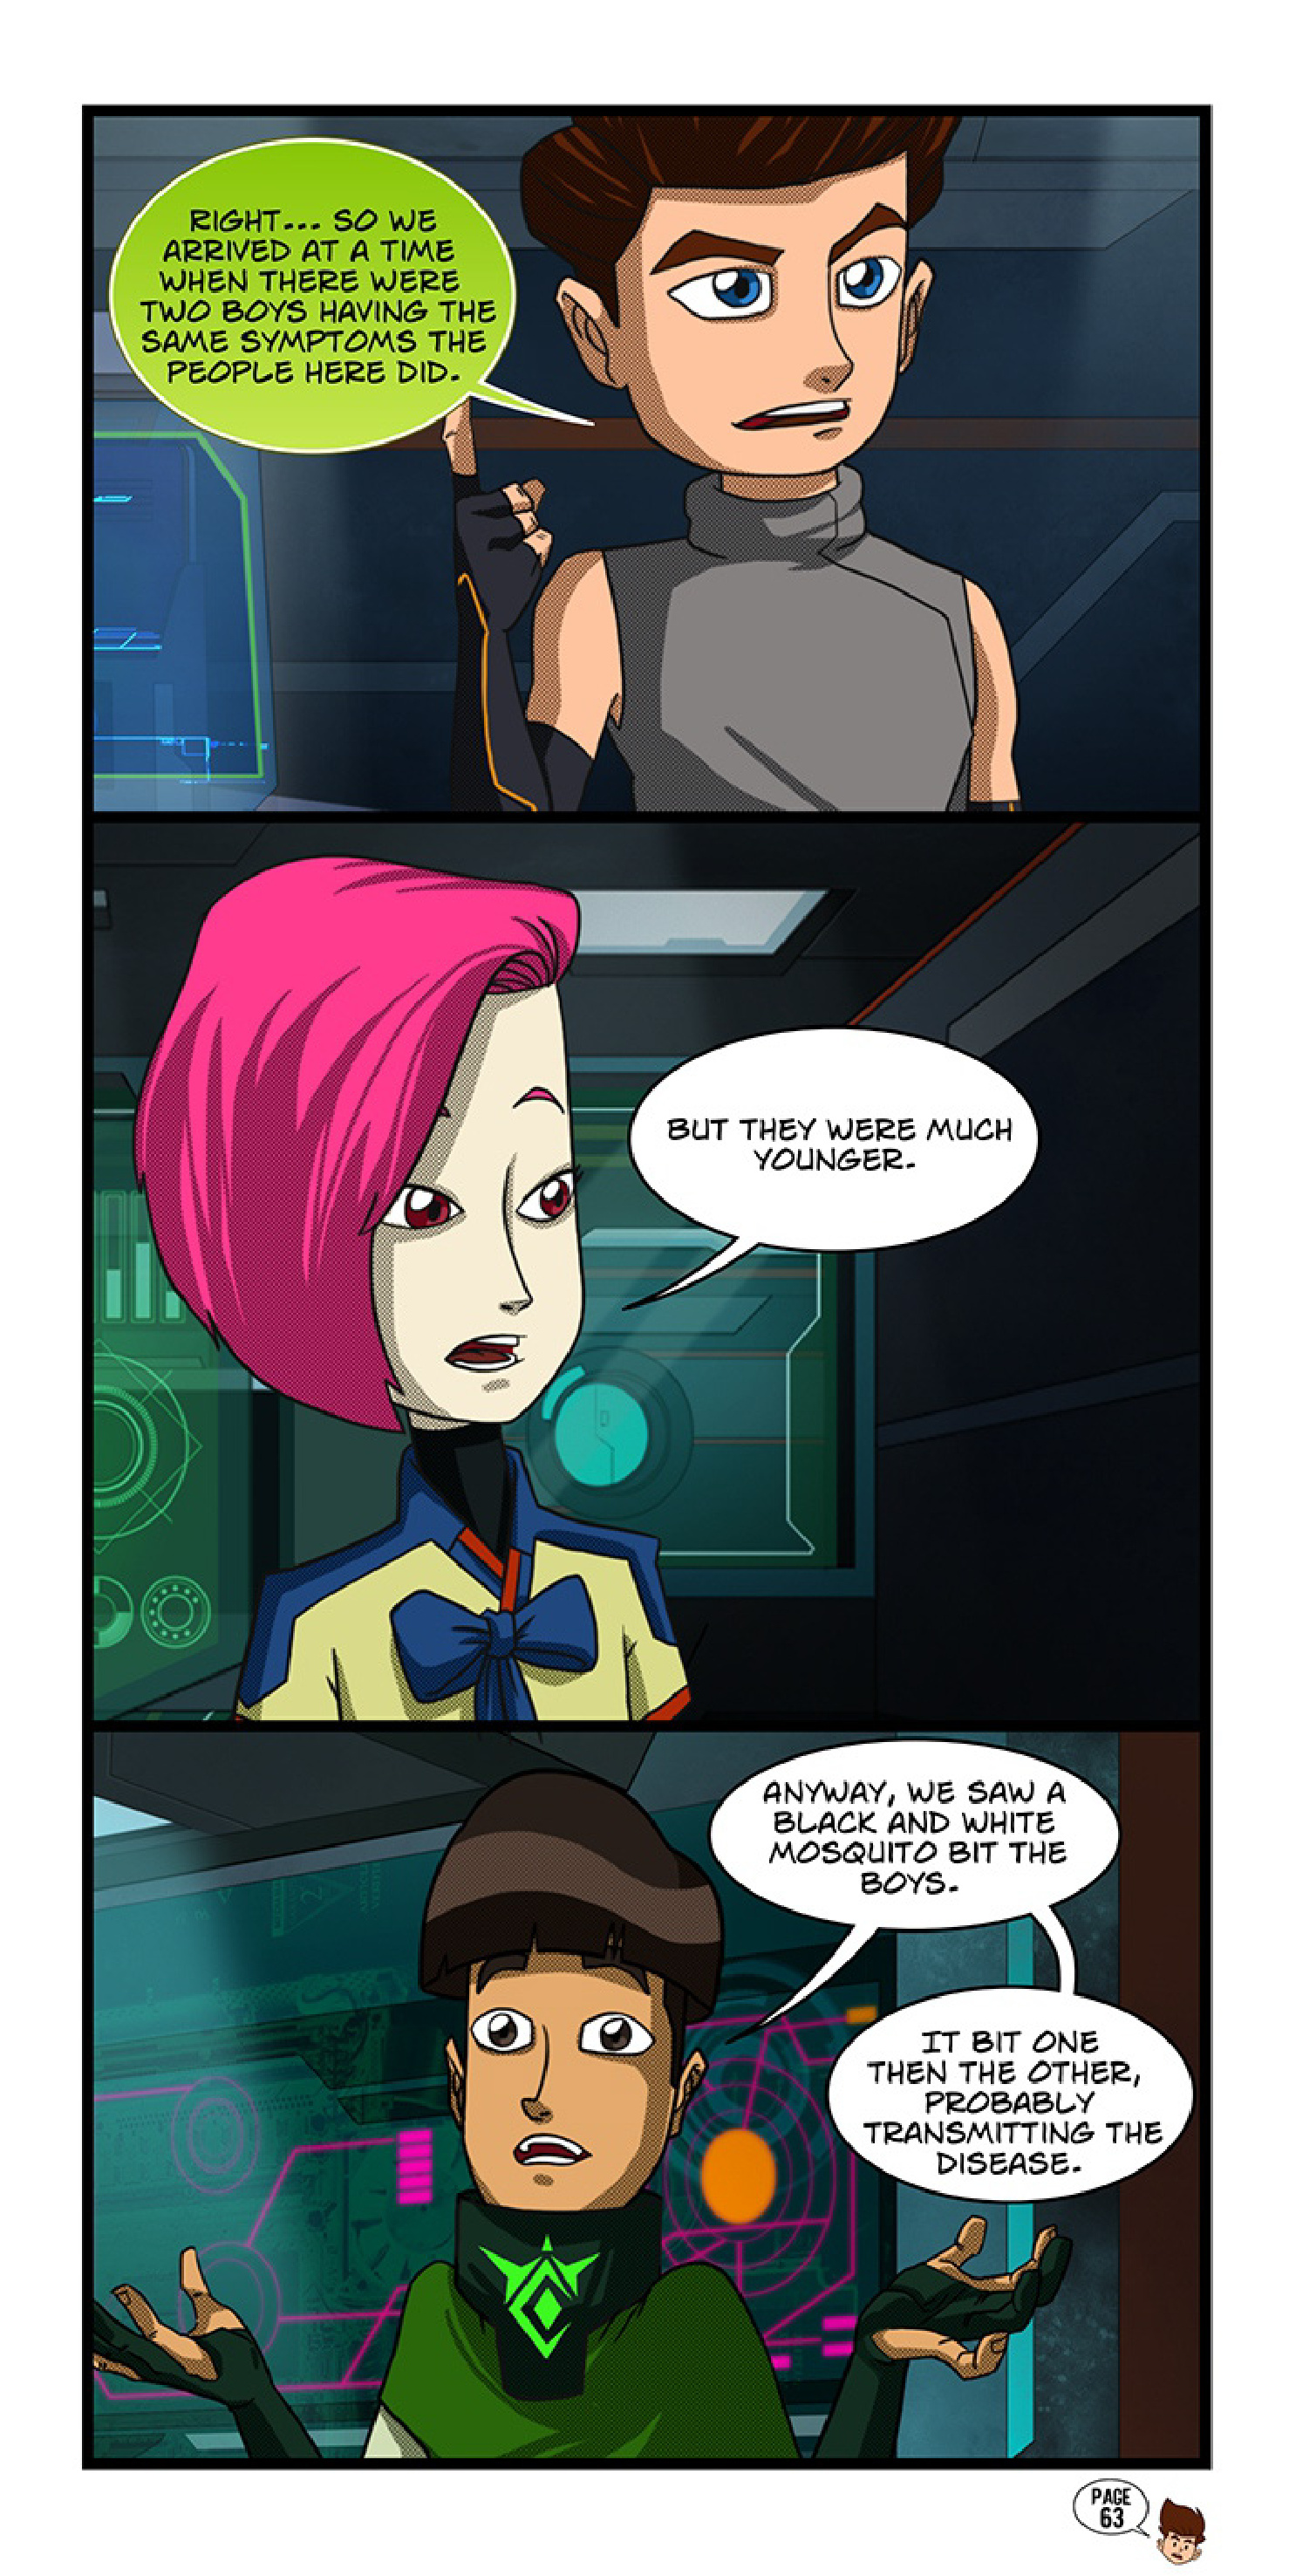 RIGHT... SO WE
ARRIVED AT A TIME
WHEN THERE WERE
TWO BOYS HAVING THE
SAME SYMPTOMS THE
PEOPLE HERE DID.
BUT THEY WERE MUCH
YOUNGER.
ANYWAY, WE SAW A
BLACK AND WHITE
MOSQUITO BIT THE
BOYS.
IT BIT ONE
THEN THE OTHER,
PROBABLY
TRANSMITTING THE
DISEASE.
PAGE
63